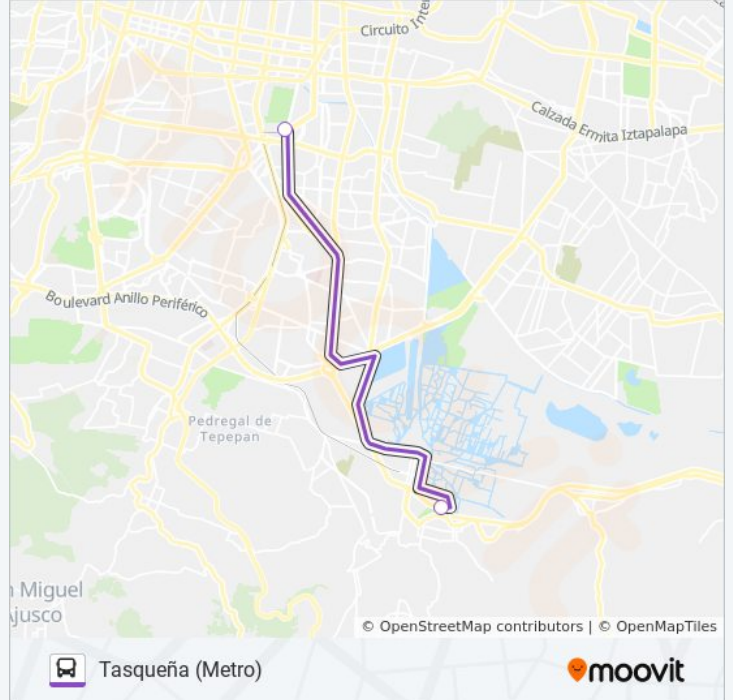 Circuito Inte
Calzada Ermita Iztapalapa
Boulevard Anillo Periférico
Pedregal de
Tepepan
Miguel
Ajusco
© OpenStreetMap contributors | © OpenMapTiles
Tasqueña (Metro)
moovit